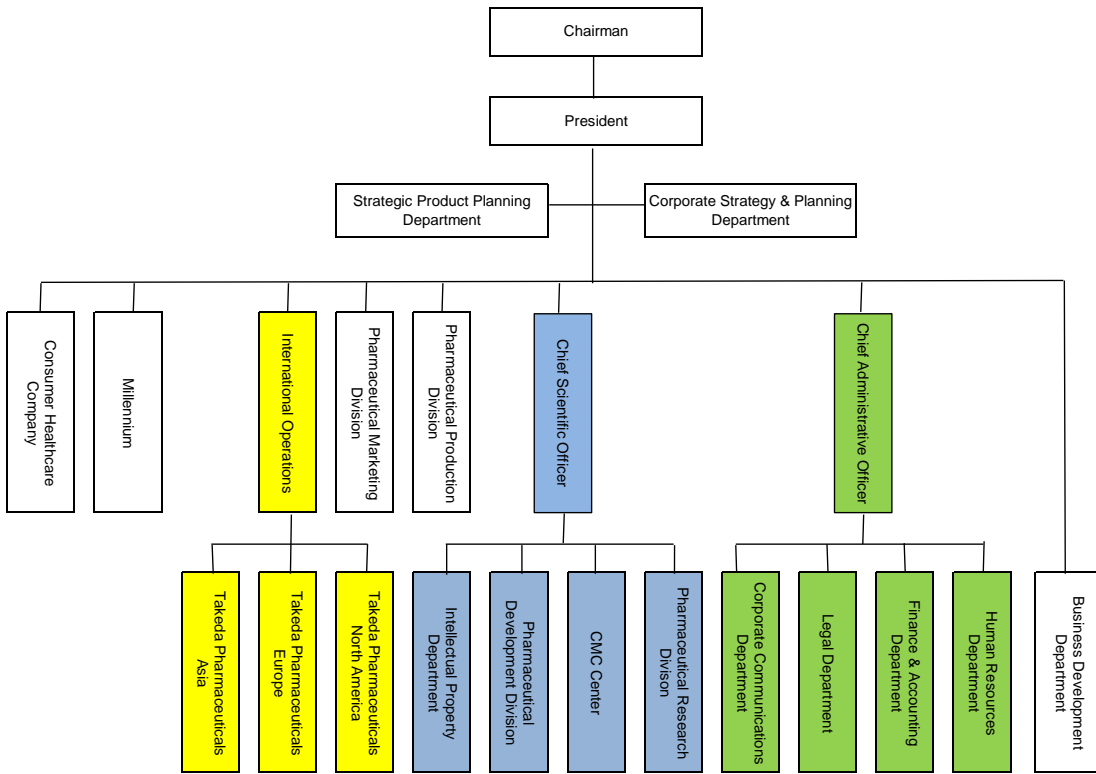 Chairman
President
Strategic Product Planning
Department
Corporate Strategy & Planning
Department
Consumer Healthcare
Company
Millennium
International Operations
Pharmaceutical Marketing
Division
Pharmaceutical Production
Division
Chief Scientific Officer
Chief Administrative Officer
Takeda Pharmaceuticals
Asia
Takeda Pharmaceuticals
Europe
Takeda Pharmaceuticals
North America
Intellectual Property
Department
Pharmaceutical
Development Division
CMC Center
Pharmaceutical Research
Divison
Corporate Communications
Department
Legal Department
Finance & Accounting
Department
Human Resources
Department
Business Development
Department